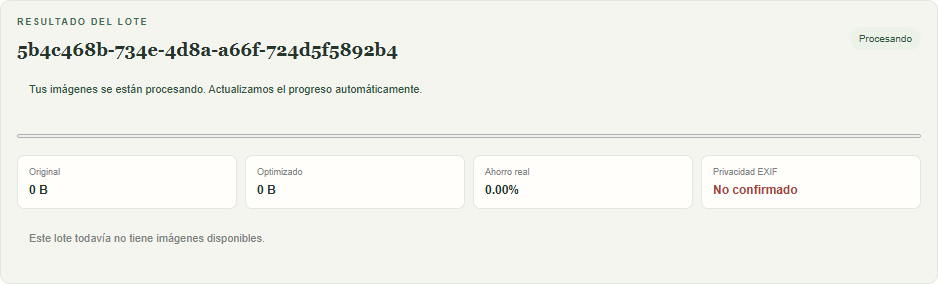 RESULTADO DEL LOTE
5b4c468b-734e-4d8a-a66f-724d5f5892b4
Procesando
Tus imágenes se están procesando. Actualizamos el progreso automáticamente.
Original
0 B
Optimizado
0 B
Ahorro real
0.00%
Privacidad EXIF
No confirmado
Este lote todavía no tiene imágenes disponibles.